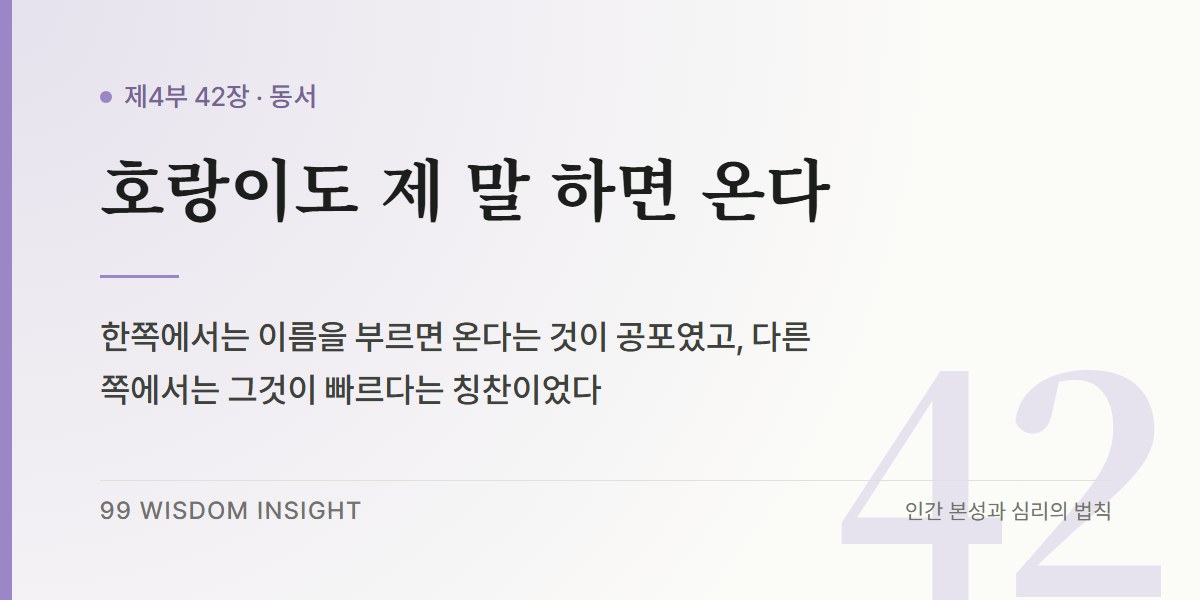 제4부 42장 · 동서
호랑이도 제 말 하면 온다
한쪽에서는 이름을 부르면 온다는 것이 공포였고, 다른
쪽에서는 그것이 빠르다는 칭찬이었다
42
99 WISDOM INSIGHT
인간 본성과 심리의 법칙